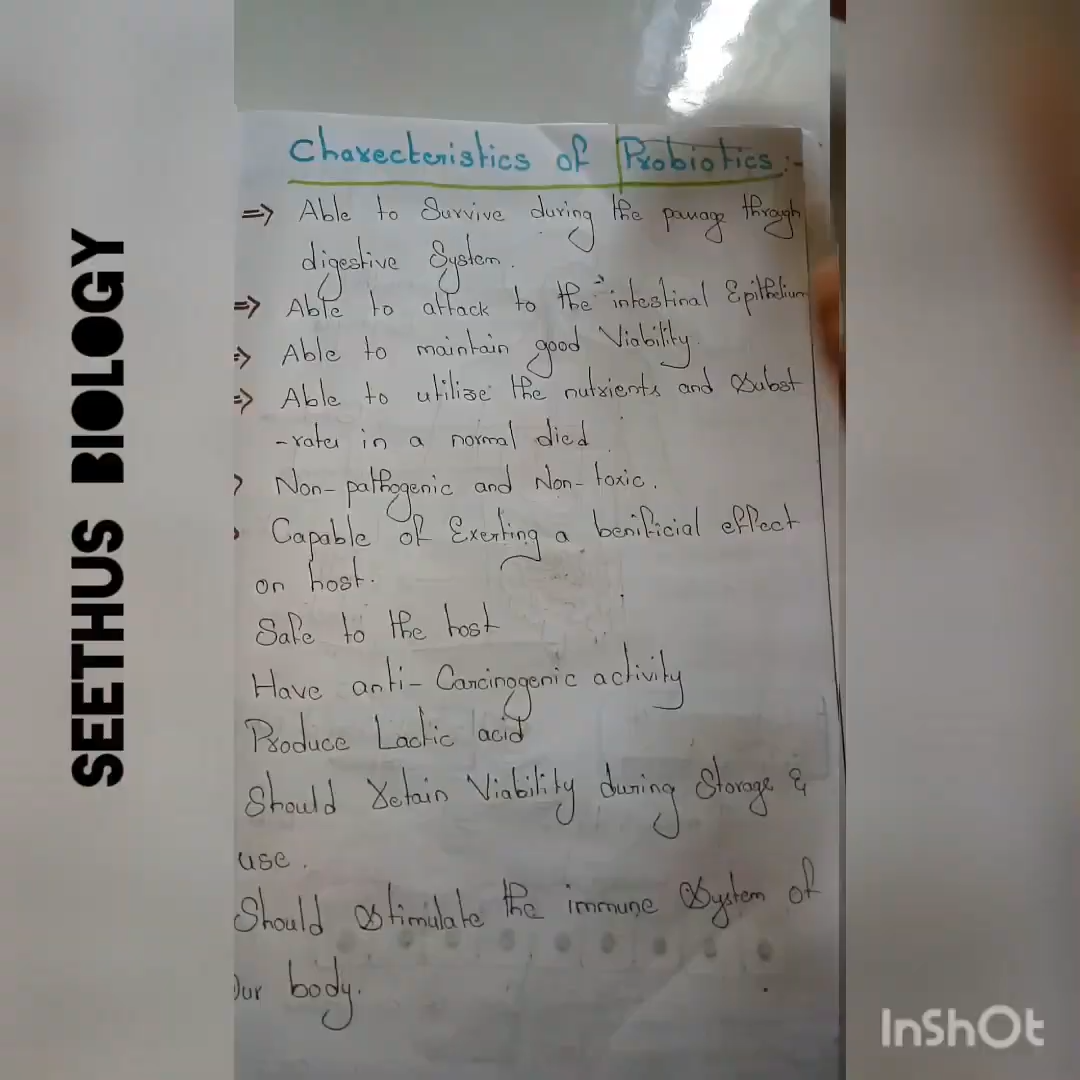 SEETHUS BIOLOGY
Charecteristics of Probiotics :-
=> Able to Survive during the passage through
digestive System.
=> Able to attack to the intestinal Epithelium
=> Able to maintain good Viability.
=> Able to utilise the nutrients and Subst
-rates in a normal died
Non-pathogenic and Non-toxic.
Capable of Exerting a benificial effect
on host.
Safe to the host
Have anti-Carcinogenic activity
Produce Lactic acid
Should retain Viability during Storage &
use.
Should Stimulate the immune System of
Our body.
InShOt